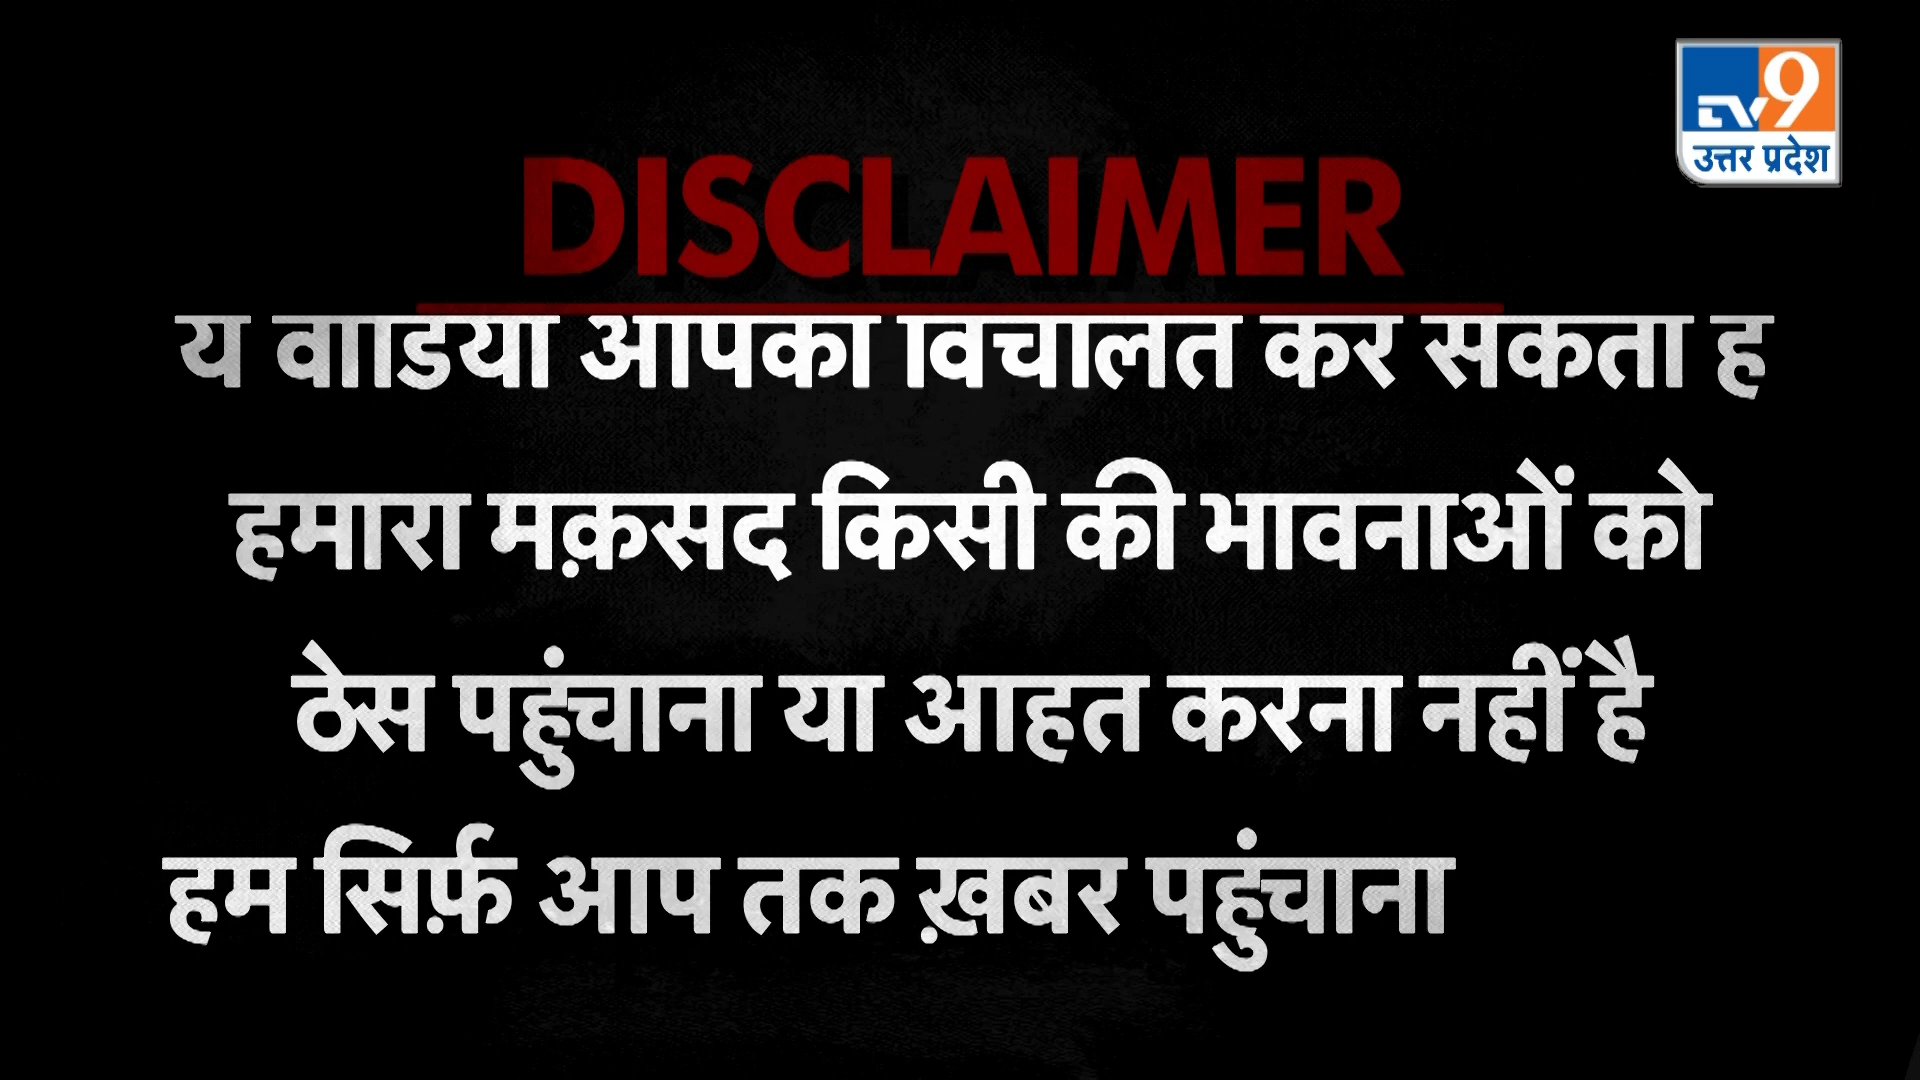 TV9
उत्तर प्रदेश
DISCLAIMER
ये वीडियो आपको विचलित कर सकता है
हमारा मक़सद किसी की भावनाओं को
ठेस पहुंचाना या आहत करना नहीं है
हम सिर्फ़ आप तक ख़बर पहुंचाना